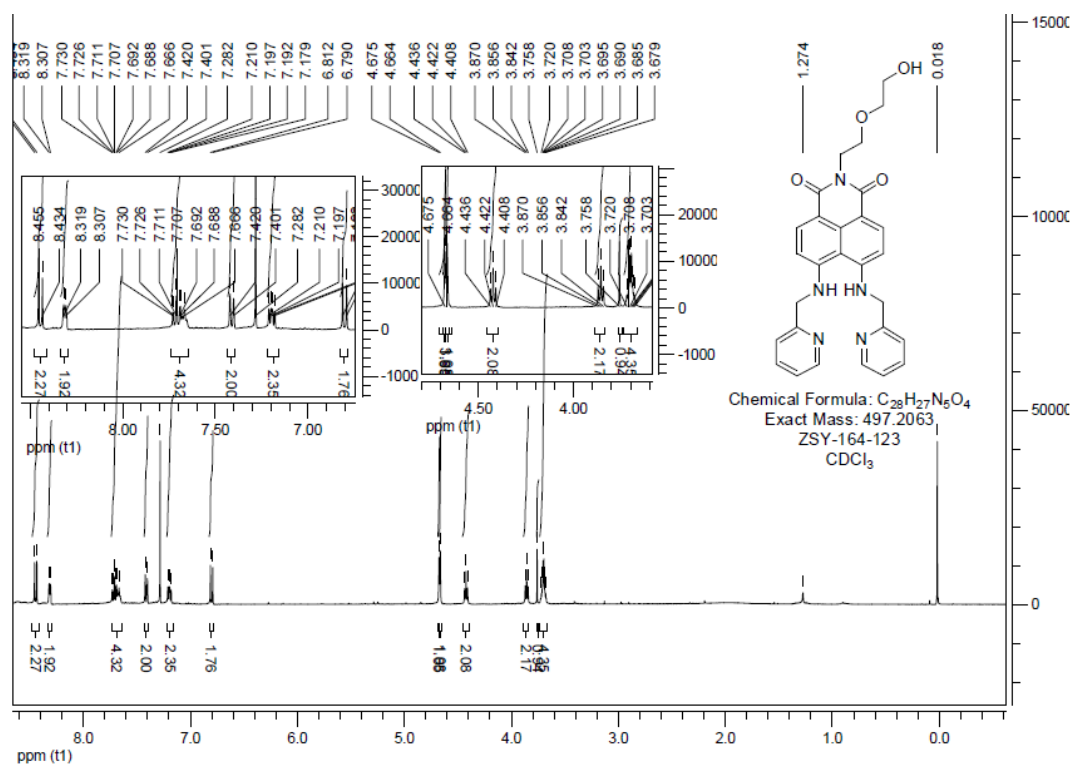 8.319 8.307 7.730 7.726 7.711 7.707 7.692 7.688 7.666 7.420 7.401 7.282 7.210 7.197 7.192 7.179 6.812 6.790 4.675 4.664 4.436 4.422 4.408 3.870 3.856 3.842 3.758 3.720 3.708 3.703 3.695 3.690 3.685 3.679 1.274 0.018
15000
OH
O
N
O O
NH HN
N N
Chemical Formula: C₂₈H₂₇N₅O₄
Exact Mass: 497.2063
ZSY-164-123
CDCl₃
8.455 8.434 8.319 8.307 7.730 7.726 7.711 7.707 7.692 7.688 7.666 7.420 7.401 7.282 7.210 7.197
30000
20000
10000
0
-1000
2.27 1.92 4.32 2.00 2.35 1.76
8.00 7.50 7.00
ppm (t1)
4.675 4.664 4.436 4.422 4.408 3.870 3.856 3.842 3.758 3.720 3.708 3.703
20000
10000
0
-1000
2.08 2.17 0.92 4.35
4.50 4.00
ppm (t1)
10000
50000
0
2.27 1.92 4.32 2.00 2.35 1.76 2.08 2.17 4.35
8.0 7.0 6.0 5.0 4.0 3.0 2.0 1.0 0.0
ppm (t1)